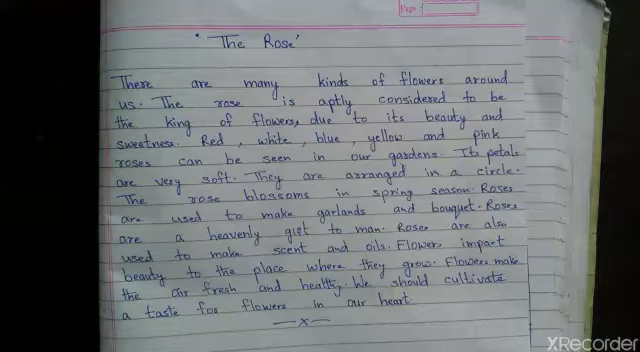 Page:
" The Rose'
There are many kinds of flowers around
us. The rose is aptly considered to be
the king of flowers, due to its beauty and
sweetness. Red, white, blue, yellow and pink
roses can be seen in our gardens. Its petals
are very soft. They are arranged in a circle.
The rose blossoms in spring season. Roses
are used to make garlands and bouquet. Roses
are a heavenly gift to man. Roses are also
used to make scent and oils. Flowers impart
beauty to the place where they grow. Flowers make
the air fresh and healthy. We should cultivate
a taste for flowers in our heart.
—x—
XRecorder